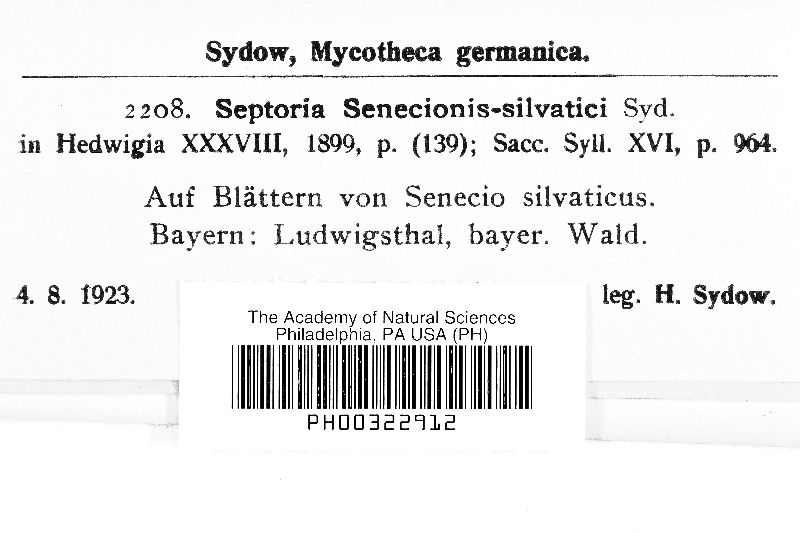 Sydow, Mycotheca germanica.
2208. Septoria Senecionis-silvatici Syd.
in Hedwigia XXXVIII, 1899, p. (139); Sacc. Syll. XVI, p. 964.
Auf Blättern von Senecio silvaticus.
Bayern: Ludwigsthal, bayer. Wald.
4. 8. 1923. leg. H. Sydow.
The Academy of Natural Sciences
Philadelphia, PA USA (PH)
PH00322912